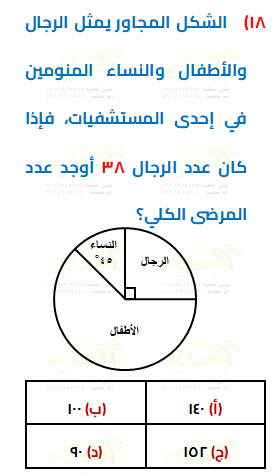 ١٨) الشكل المجاور يمثل الرجال
والأطفال والنساء المنومين
في إحدى المستشفيات، فإذا
كان عدد الرجال ٣٨ أوجد عدد
المرضى الكلي؟
النساء
٤٥°
الرجال
الأطفال
(أ) ١٤٠
(ب) ١٠٠
(ج) ١٥٢
(د) ٩٠